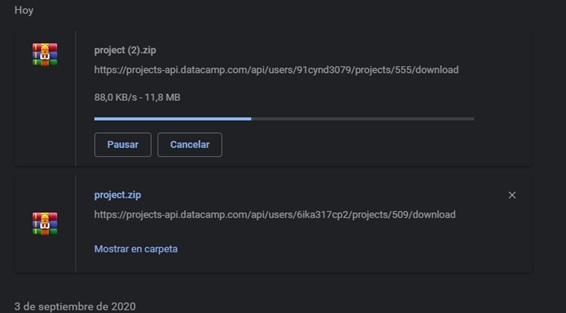 Hoy
project (2).zip
https://projects-api.datacamp.com/api/users/91cynd3079/projects/555/download
88,0 KB/s - 11,8 MB
Pausar
Cancelar
project.zip
https://projects-api.datacamp.com/api/users/6ika317cp2/projects/509/download
Mostrar en carpeta
3 de septiembre de 2020